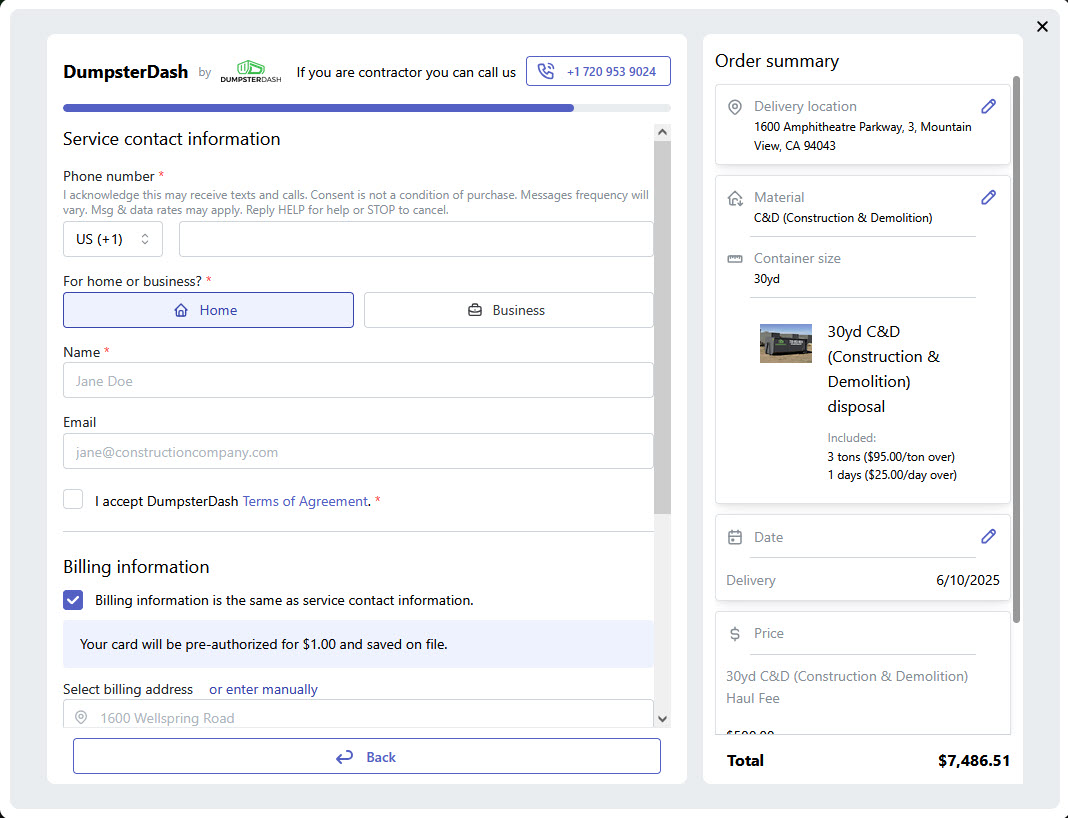 DumpsterDash by DUMPSTERDASH If you are contractor you can call us +1 720 953 9024
Service contact information
Phone number *
I acknowledge this may receive texts and calls. Consent is not a condition of purchase. Messages frequency will
vary. Msg & data rates may apply. Reply HELP for help or STOP to cancel.
US (+1)
For home or business? *
Home
Business
Name *
Jane Doe
Email
jane@constructioncompany.com
I accept DumpsterDash Terms of Agreement. *
Billing information
Billing information is the same as service contact information.
Your card will be pre-authorized for $1.00 and saved on file.
Select billing address or enter manually
1600 Wellspring Road
Back
Order summary
Delivery location
1600 Amphitheatre Parkway, 3, Mountain
View, CA 94043
Material
C&D (Construction & Demolition)
Container size
30yd
30yd C&D
(Construction &
Demolition)
disposal
Included:
3 tons ($95.00/ton over)
1 days ($25.00/day over)
Date
Delivery 6/10/2025
Price
30yd C&D (Construction & Demolition)
Haul Fee
Total $7,486.51